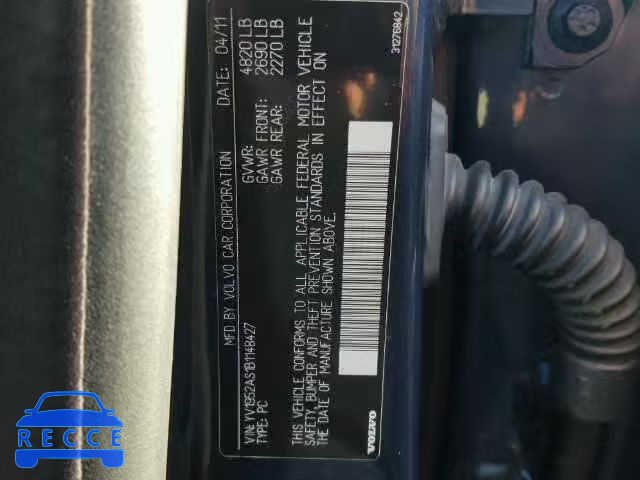 MFD. BY VOLVO CAR CORPORATION DATE: 04/11
GVWR: 4820 LB
GAWR FRONT: 2690 LB
GAWR REAR: 2270 LB
VIN: YV1952AS1B1148427
TYPE: PC
THIS VEHICLE CONFORMS TO ALL APPLICABLE FEDERAL MOTOR VEHICLE
SAFETY, BUMPER AND THEFT PREVENTION STANDARDS IN EFFECT ON
THE DATE OF MANUFACTURE SHOWN ABOVE.
VOLVO 31276842
RECCE